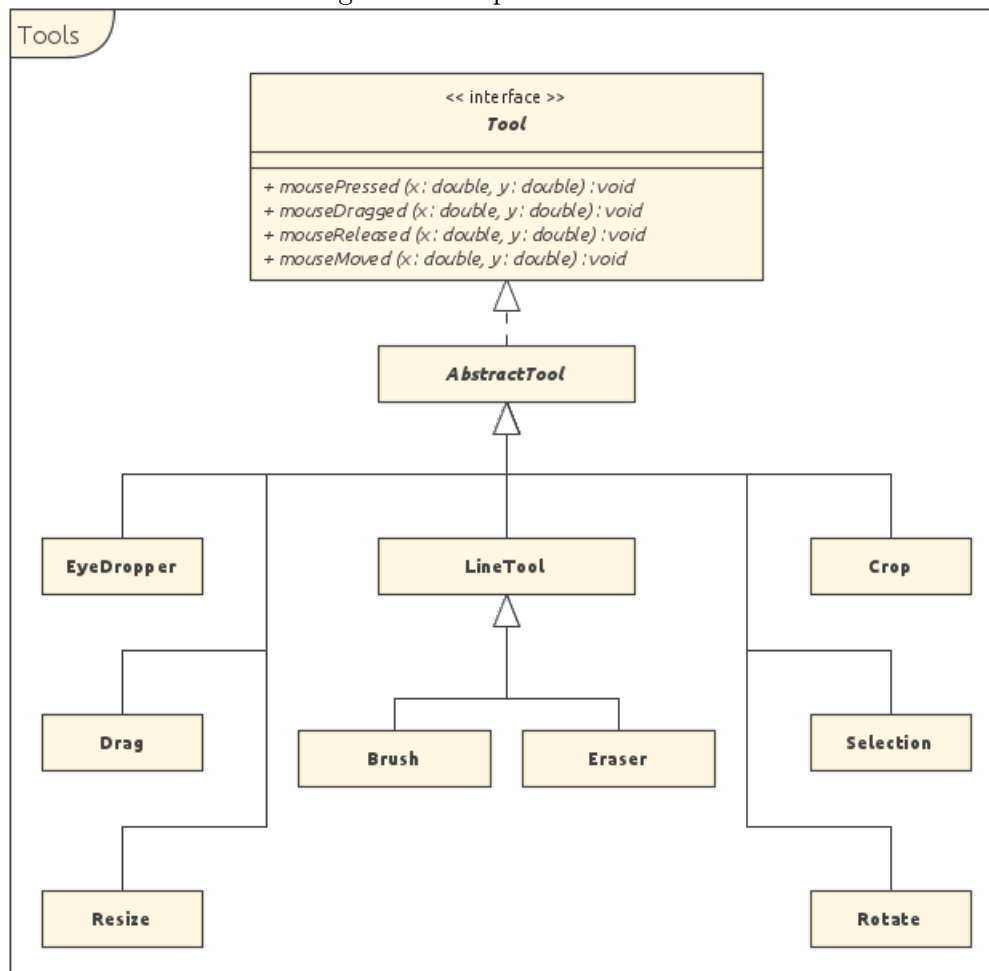 Tools
<< interface >>
Tool
+ mousePressed (x : double, y : double) : void
+ mouseDragged (x : double, y : double) : void
+ mouseReleased (x : double, y : double) : void
+ mouseMoved (x : double, y : double) : void
AbstractTool
EyeDropper
LineTool
Crop
Drag
Brush
Eraser
Selection
Resize
Rotate